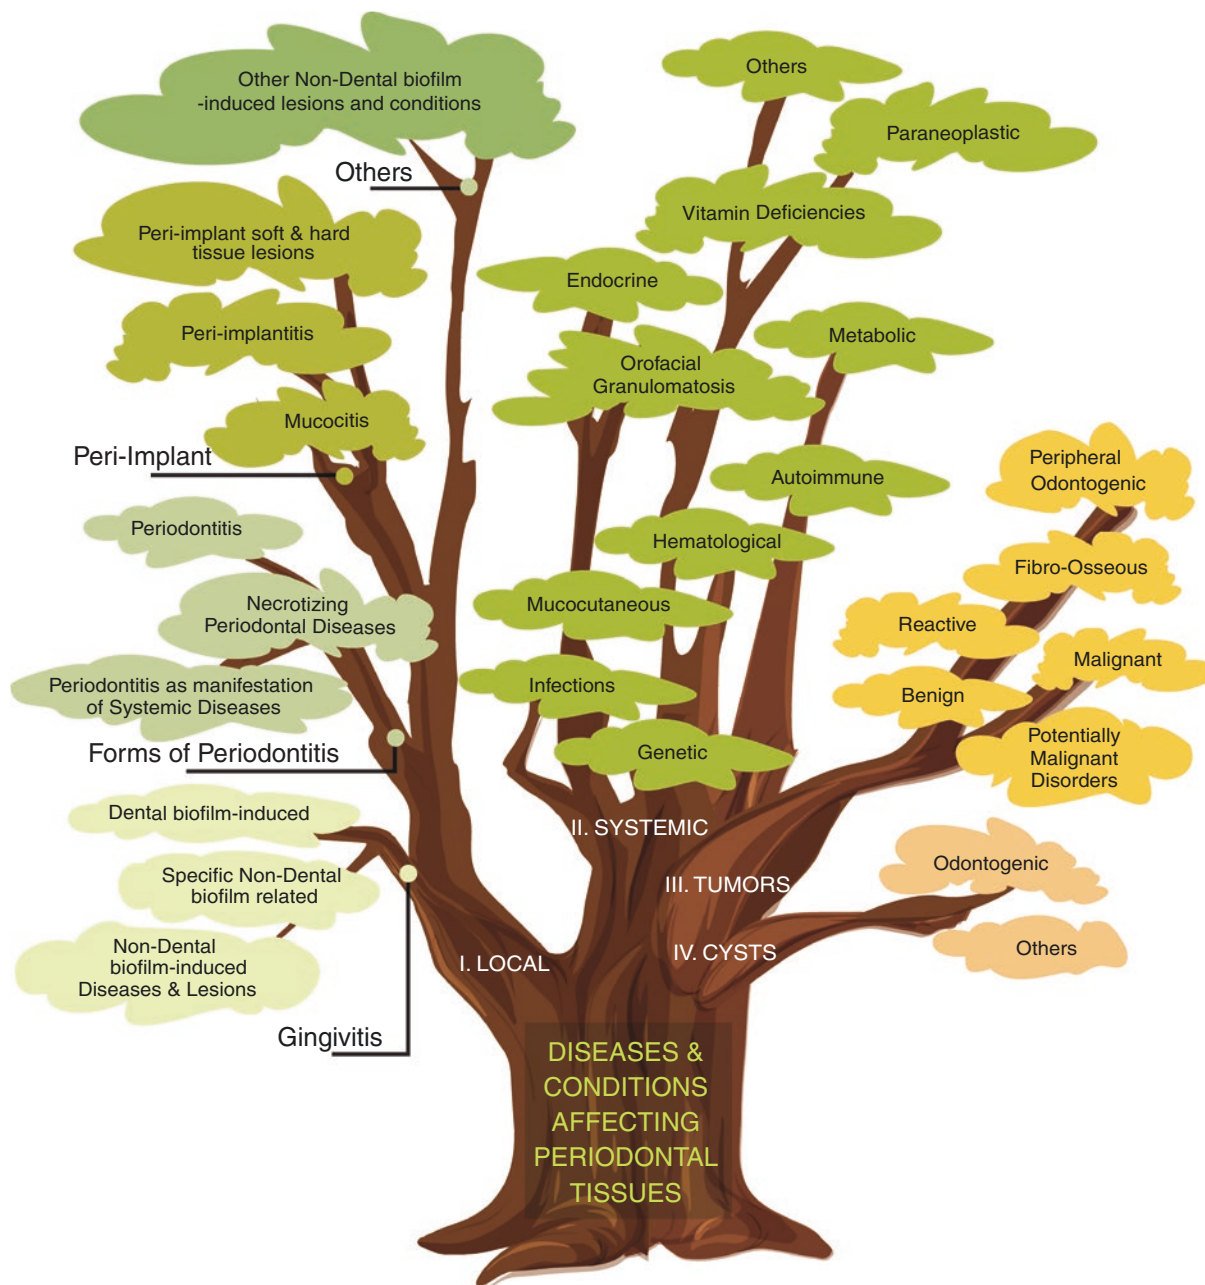 Other Non-Dental biofilm
-induced lesions and conditions
Others
Peri-implant soft & hard
tissue lesions
Peri-implantitis
Mucocitis
Peri-Implant
Periodontitis
Necrotizing
Periodontal Diseases
Periodontitis as manifestation
of Systemic Diseases
Forms of Periodontitis
Dental biofilm-induced
Specific Non-Dental
biofilm related
Non-Dental
biofilm-induced
Diseases & Lesions
Gingivitis
I. LOCAL
Others
Paraneoplastic
Vitamin Deficiencies
Endocrine
Metabolic
Orofacial
Granulomatosis
Autoimmune
Hematological
Mucocutaneous
Infections
Genetic
II. SYSTEMIC
Peripheral
Odontogenic
Fibro-Osseous
Reactive
Malignant
Benign
Potentially
Malignant
Disorders
III. TUMORS
Odontogenic
Others
IV. CYSTS
DISEASES &
CONDITIONS
AFFECTING
PERIODONTAL
TISSUES